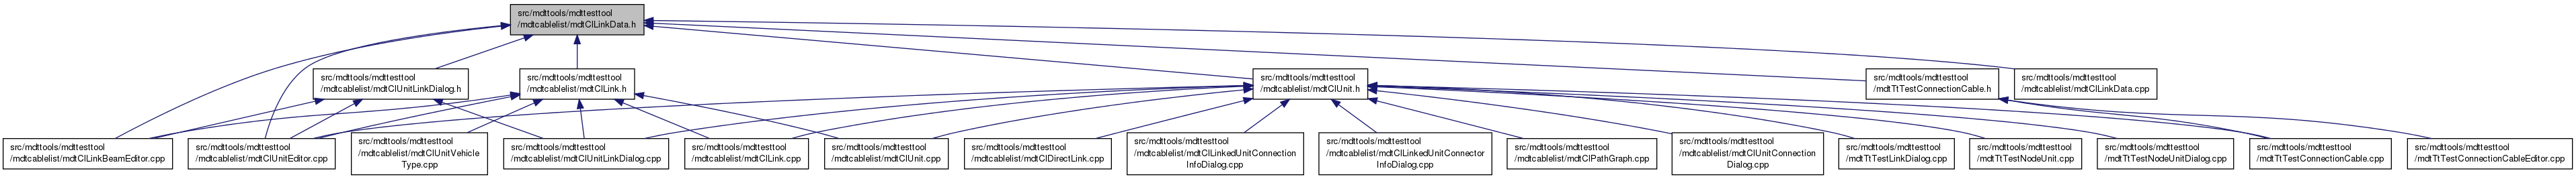 src/mdttools/mdttesttool
/mdtcablelist/mdtClLinkData.h
src/mdttools/mdttesttool
/mdtcablelist/mdtClUnitLinkDialog.h
src/mdttools/mdttesttool
/mdtcablelist/mdtClLink.h
src/mdttools/mdttesttool
/mdtcablelist/mdtClUnit.h
src/mdttools/mdttesttool
/mdtTtTestConnectionCable.h
src/mdttools/mdttesttool
/mdtcablelist/mdtClLinkData.cpp
src/mdttools/mdttesttool
/mdtcablelist/mdtClLinkBeamEditor.cpp
src/mdttools/mdttesttool
/mdtcablelist/mdtClUnitEditor.cpp
src/mdttools/mdttesttool
/mdtcablelist/mdtClUnitVehicle
Type.cpp
src/mdttools/mdttesttool
/mdtcablelist/mdtClUnitLinkDialog.cpp
src/mdttools/mdttesttool
/mdtcablelist/mdtClLink.cpp
src/mdttools/mdttesttool
/mdtcablelist/mdtClUnit.cpp
src/mdttools/mdttesttool
/mdtcablelist/mdtClDirectLink.cpp
src/mdttools/mdttesttool
/mdtcablelist/mdtClLinkedUnitConnection
InfoDialog.cpp
src/mdttools/mdttesttool
/mdtcablelist/mdtClLinkedUnitConnector
InfoDialog.cpp
src/mdttools/mdttesttool
/mdtcablelist/mdtClPathGraph.cpp
src/mdttools/mdttesttool
/mdtcablelist/mdtClUnitConnection
Dialog.cpp
src/mdttools/mdttesttool
/mdtTtTestLinkDialog.cpp
src/mdttools/mdttesttool
/mdtTtTestNodeUnit.cpp
src/mdttools/mdttesttool
/mdtTtTestNodeUnitDialog.cpp
src/mdttools/mdttesttool
/mdtTtTestConnectionCable.cpp
src/mdttools/mdttesttool
/mdtTtTestConnectionCableEditor.cpp